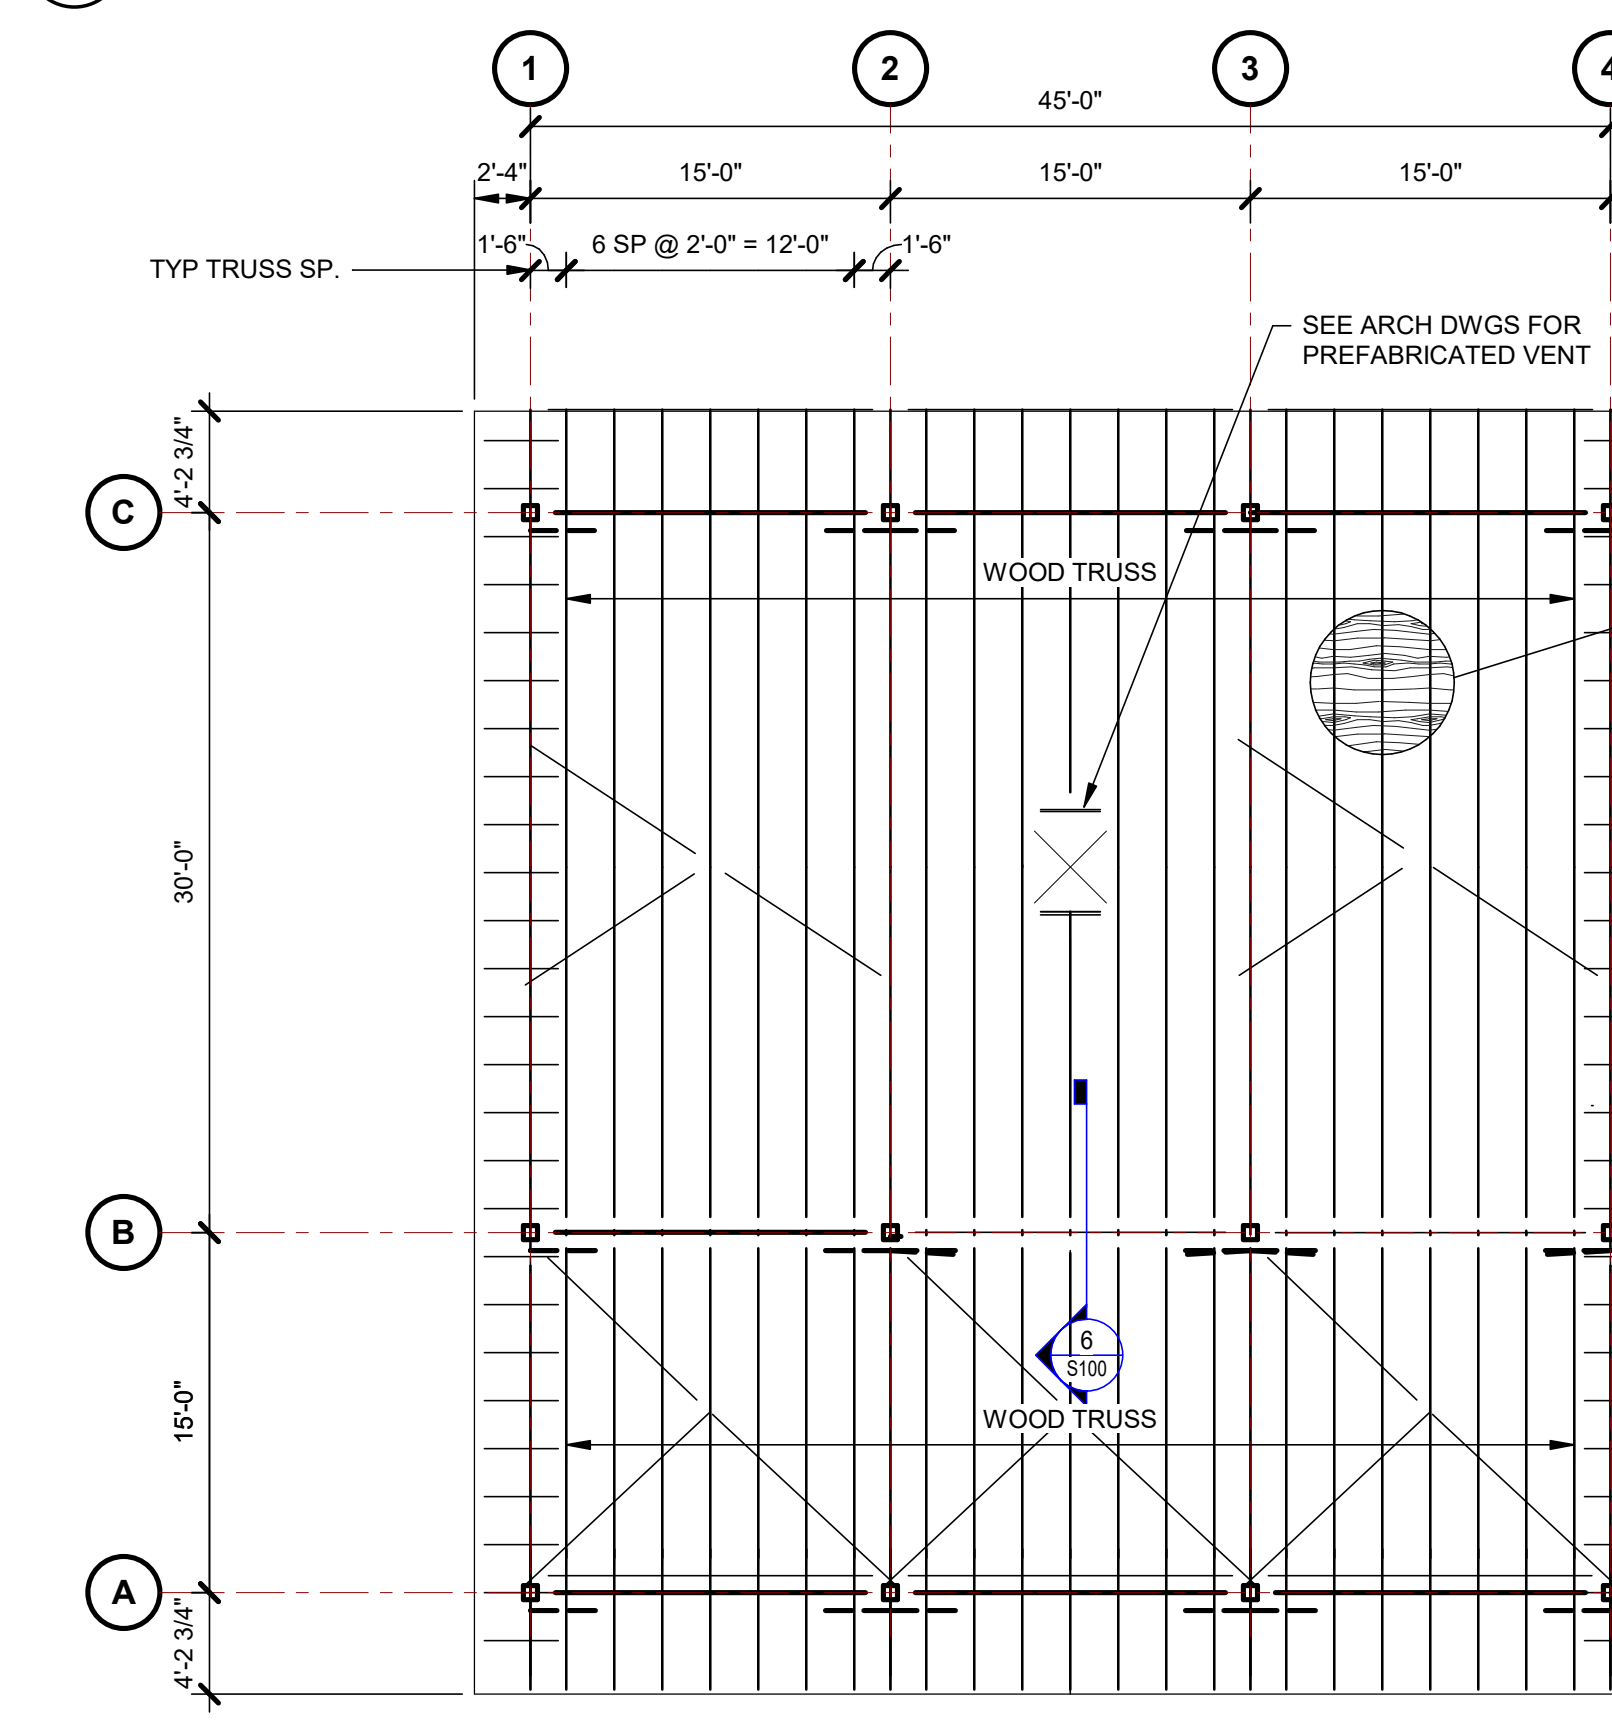 1
2
3
4
45'-0"
2'-4"
15'-0"
15'-0"
15'-0"
1'-6"
6 SP @ 2'-0" = 12'-0"
1'-6"
TYP TRUSS SP.
SEE ARCH DWGS FOR
PREFABRICATED VENT
4'-2 3/4"
C
WOOD TRUSS
30'-0"
B
6
S100
15'-0"
WOOD TRUSS
A
4'-2 3/4"